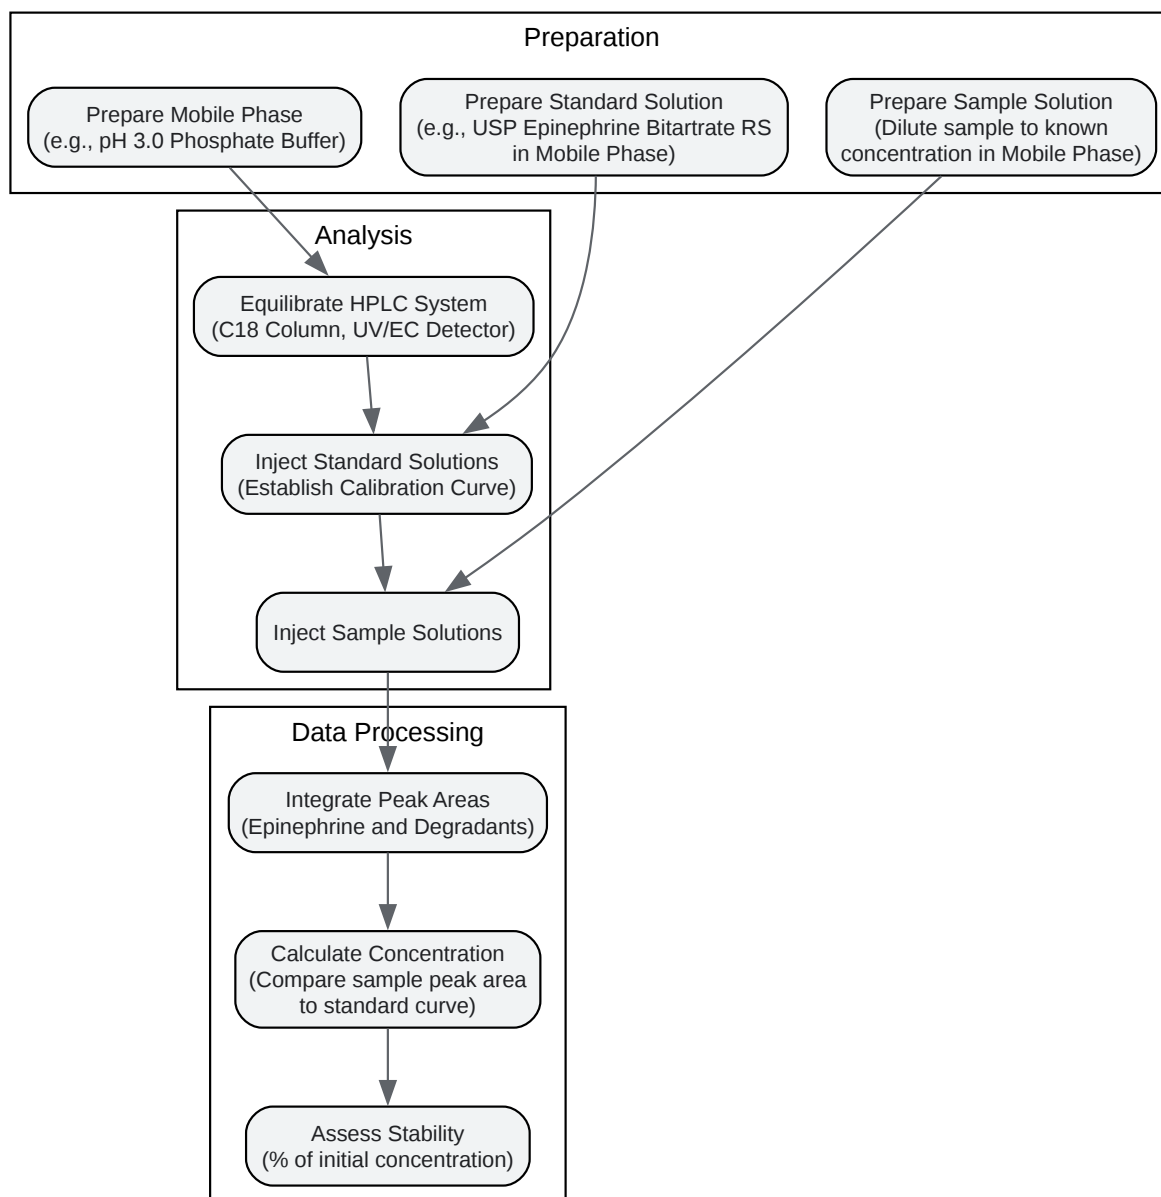 Preparation
Prepare Mobile Phase
(e.g., pH 3.0 Phosphate Buffer)
Prepare Standard Solution
(e.g., USP Epinephrine Bitartrate RS
in Mobile Phase)
Prepare Sample Solution
(Dilute sample to known
concentration in Mobile Phase)
Analysis
Equilibrate HPLC System
(C18 Column, UV/EC Detector)
Inject Standard Solutions
(Establish Calibration Curve)
Inject Sample Solutions
Data Processing
Integrate Peak Areas
(Epinephrine and Degradants)
Calculate Concentration
(Compare sample peak area
to standard curve)
Assess Stability
(% of initial concentration)